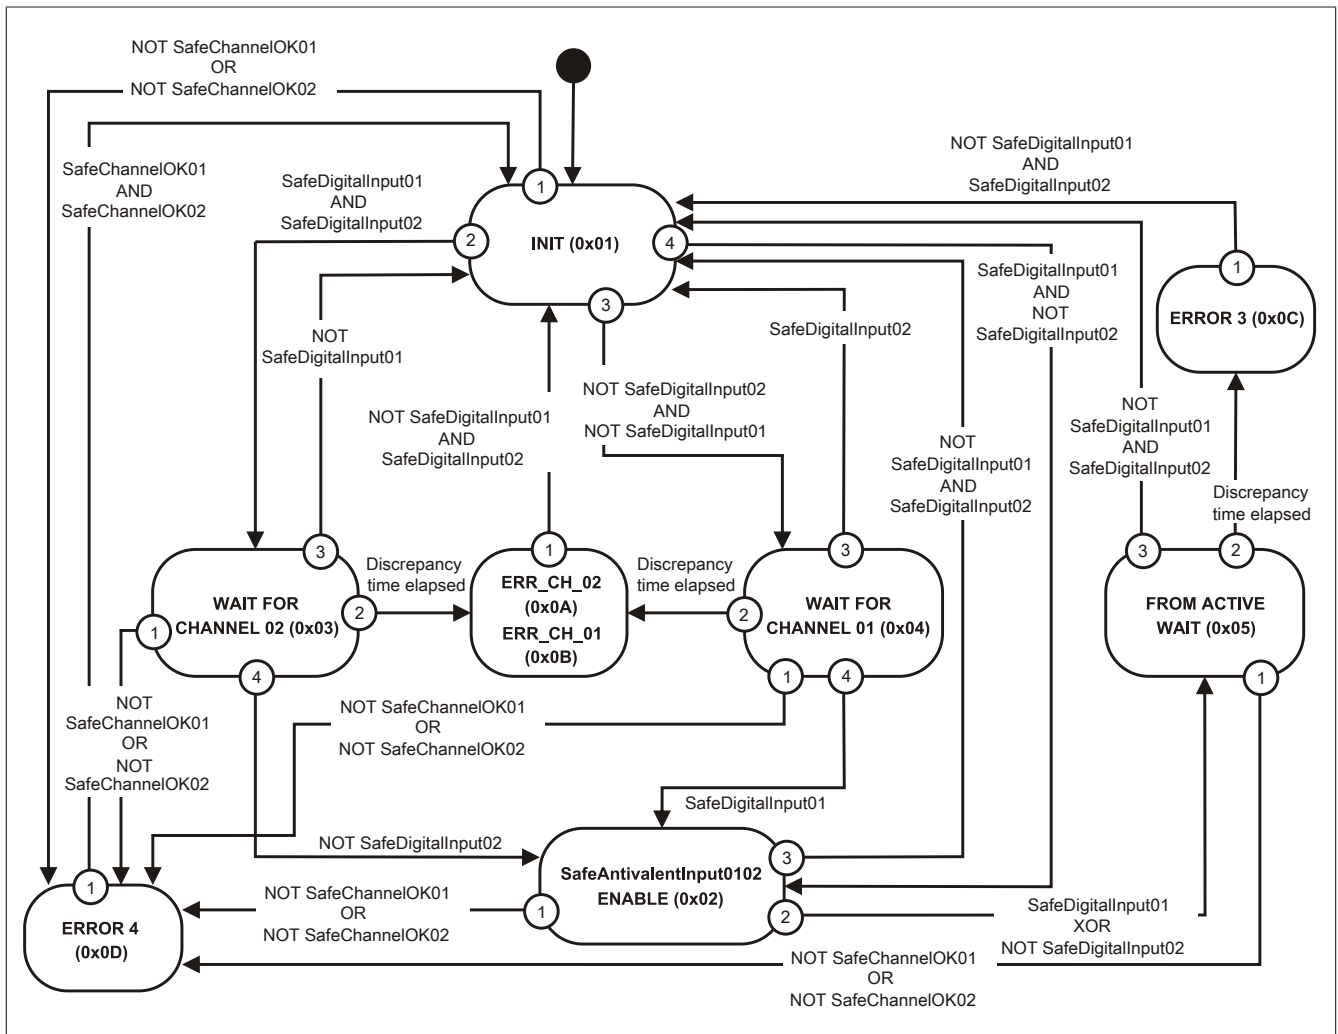 NOT SafeChannelOK01
OR
NOT SafeChannelOK02
SafeChannelOK01
AND
SafeChannelOK02
SafeDigitalInput01
AND
SafeDigitalInput02
1
2
INIT (0x01)
4
3
NOT SafeDigitalInput01
AND
SafeDigitalInput02
SafeDigitalInput01
AND
NOT
SafeDigitalInput02
1
ERROR 3 (0x0C)
NOT
SafeDigitalInput01
SafeDigitalInput02
NOT SafeDigitalInput02
AND
NOT SafeDigitalInput01
NOT SafeDigitalInput01
AND
SafeDigitalInput02
NOT
SafeDigitalInput01
AND
SafeDigitalInput02
NOT
SafeDigitalInput01
AND
SafeDigitalInput02
Discrepancy
time elapsed
3
WAIT FOR
CHANNEL 02 (0x03)
1
2
4
Discrepancy
time elapsed
1
ERR_CH_02
(0x0A)
ERR_CH_01
(0x0B)
Discrepancy
time elapsed
3
2
WAIT FOR
CHANNEL 01 (0x04)
1
4
3
2
FROM ACTIVE
WAIT (0x05)
1
NOT
SafeChannelOK01
OR
NOT
SafeChannelOK02
NOT SafeChannelOK01
OR
NOT SafeChannelOK02
SafeDigitalInput01
NOT SafeDigitalInput02
1
ERROR 4
(0x0D)
NOT SafeChannelOK01
OR
NOT SafeChannelOK02
3
SafeAntivalentInput0102
ENABLE (0x02)
1
2
SafeDigitalInput01
XOR
NOT SafeDigitalInput02
NOT SafeChannelOK01
OR
NOT SafeChannelOK02